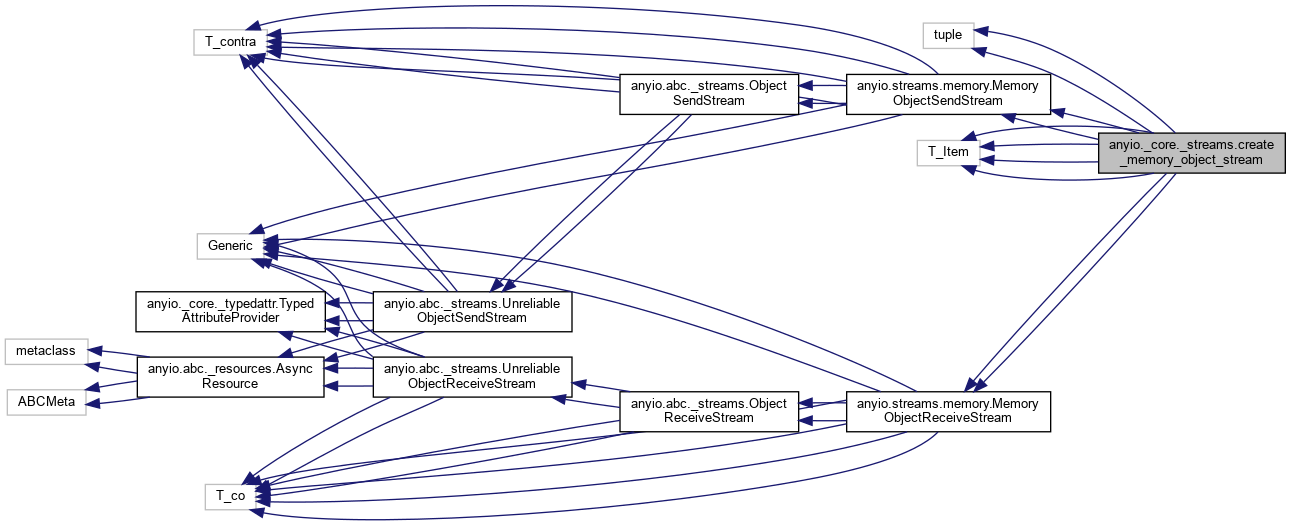 T_contra
tuple
anyio.abc._streams.Object
SendStream
anyio.streams.memory.Memory
ObjectSendStream
anyio._core._streams.create
_memory_object_stream
T_Item
Generic
anyio._core._typedattr.Typed
AttributeProvider
anyio.abc._streams.Unreliable
ObjectSendStream
metaclass
anyio.abc._resources.Async
Resource
anyio.abc._streams.Unreliable
ObjectReceiveStream
ABCMeta
anyio.abc._streams.Object
ReceiveStream
anyio.streams.memory.Memory
ObjectReceiveStream
T_co